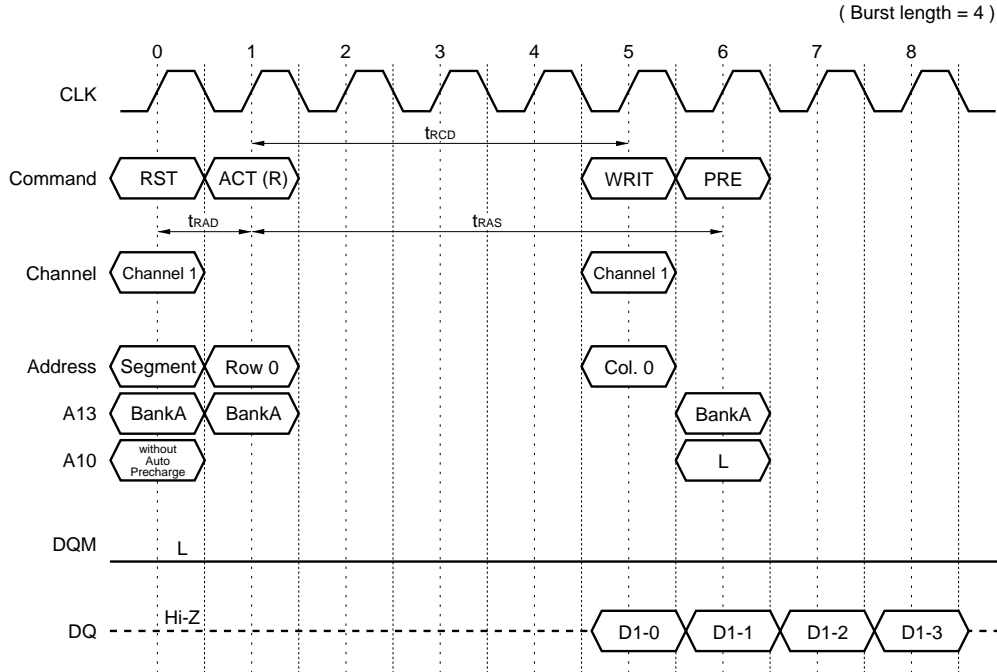 ( Burst length = 4 )
0 1 2 3 4 5 6 7 8
CLK
tRCD
Command RST ACT (R) WRIT PRE
tRAD tRAS
Channel Channel 1 Channel 1
Address Segment Row 0 Col. 0
A13 BankA BankA BankA
A10 without Auto Precharge L
DQM L
Hi-Z
DQ D1-0 D1-1 D1-2 D1-3